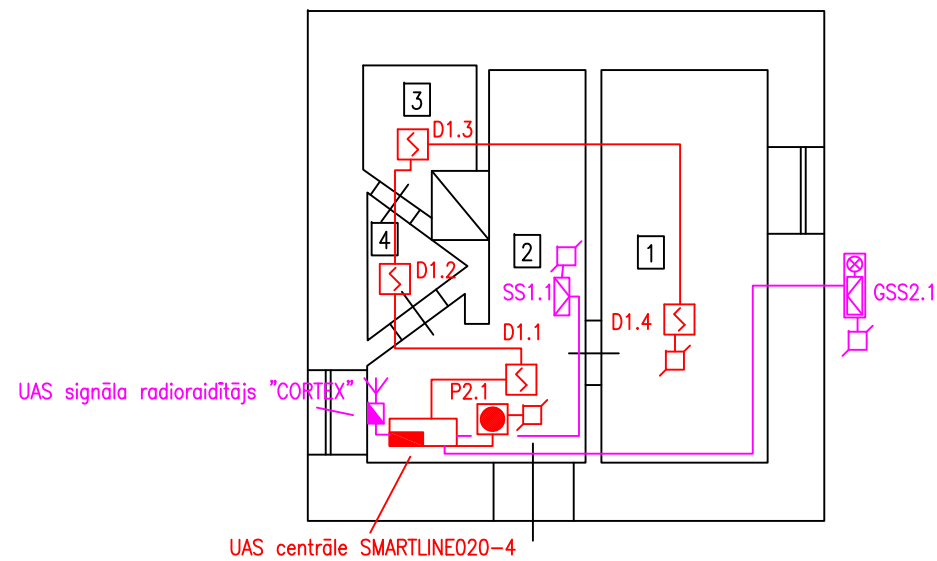 3
D1.3
4
2
1
D1.2
SS1.1
GSS2.1
D1.1
D1.4
UAS signāla radioraidītājs "CORTEX"
P2.1
UAS centrāle SMARTLINE020-4